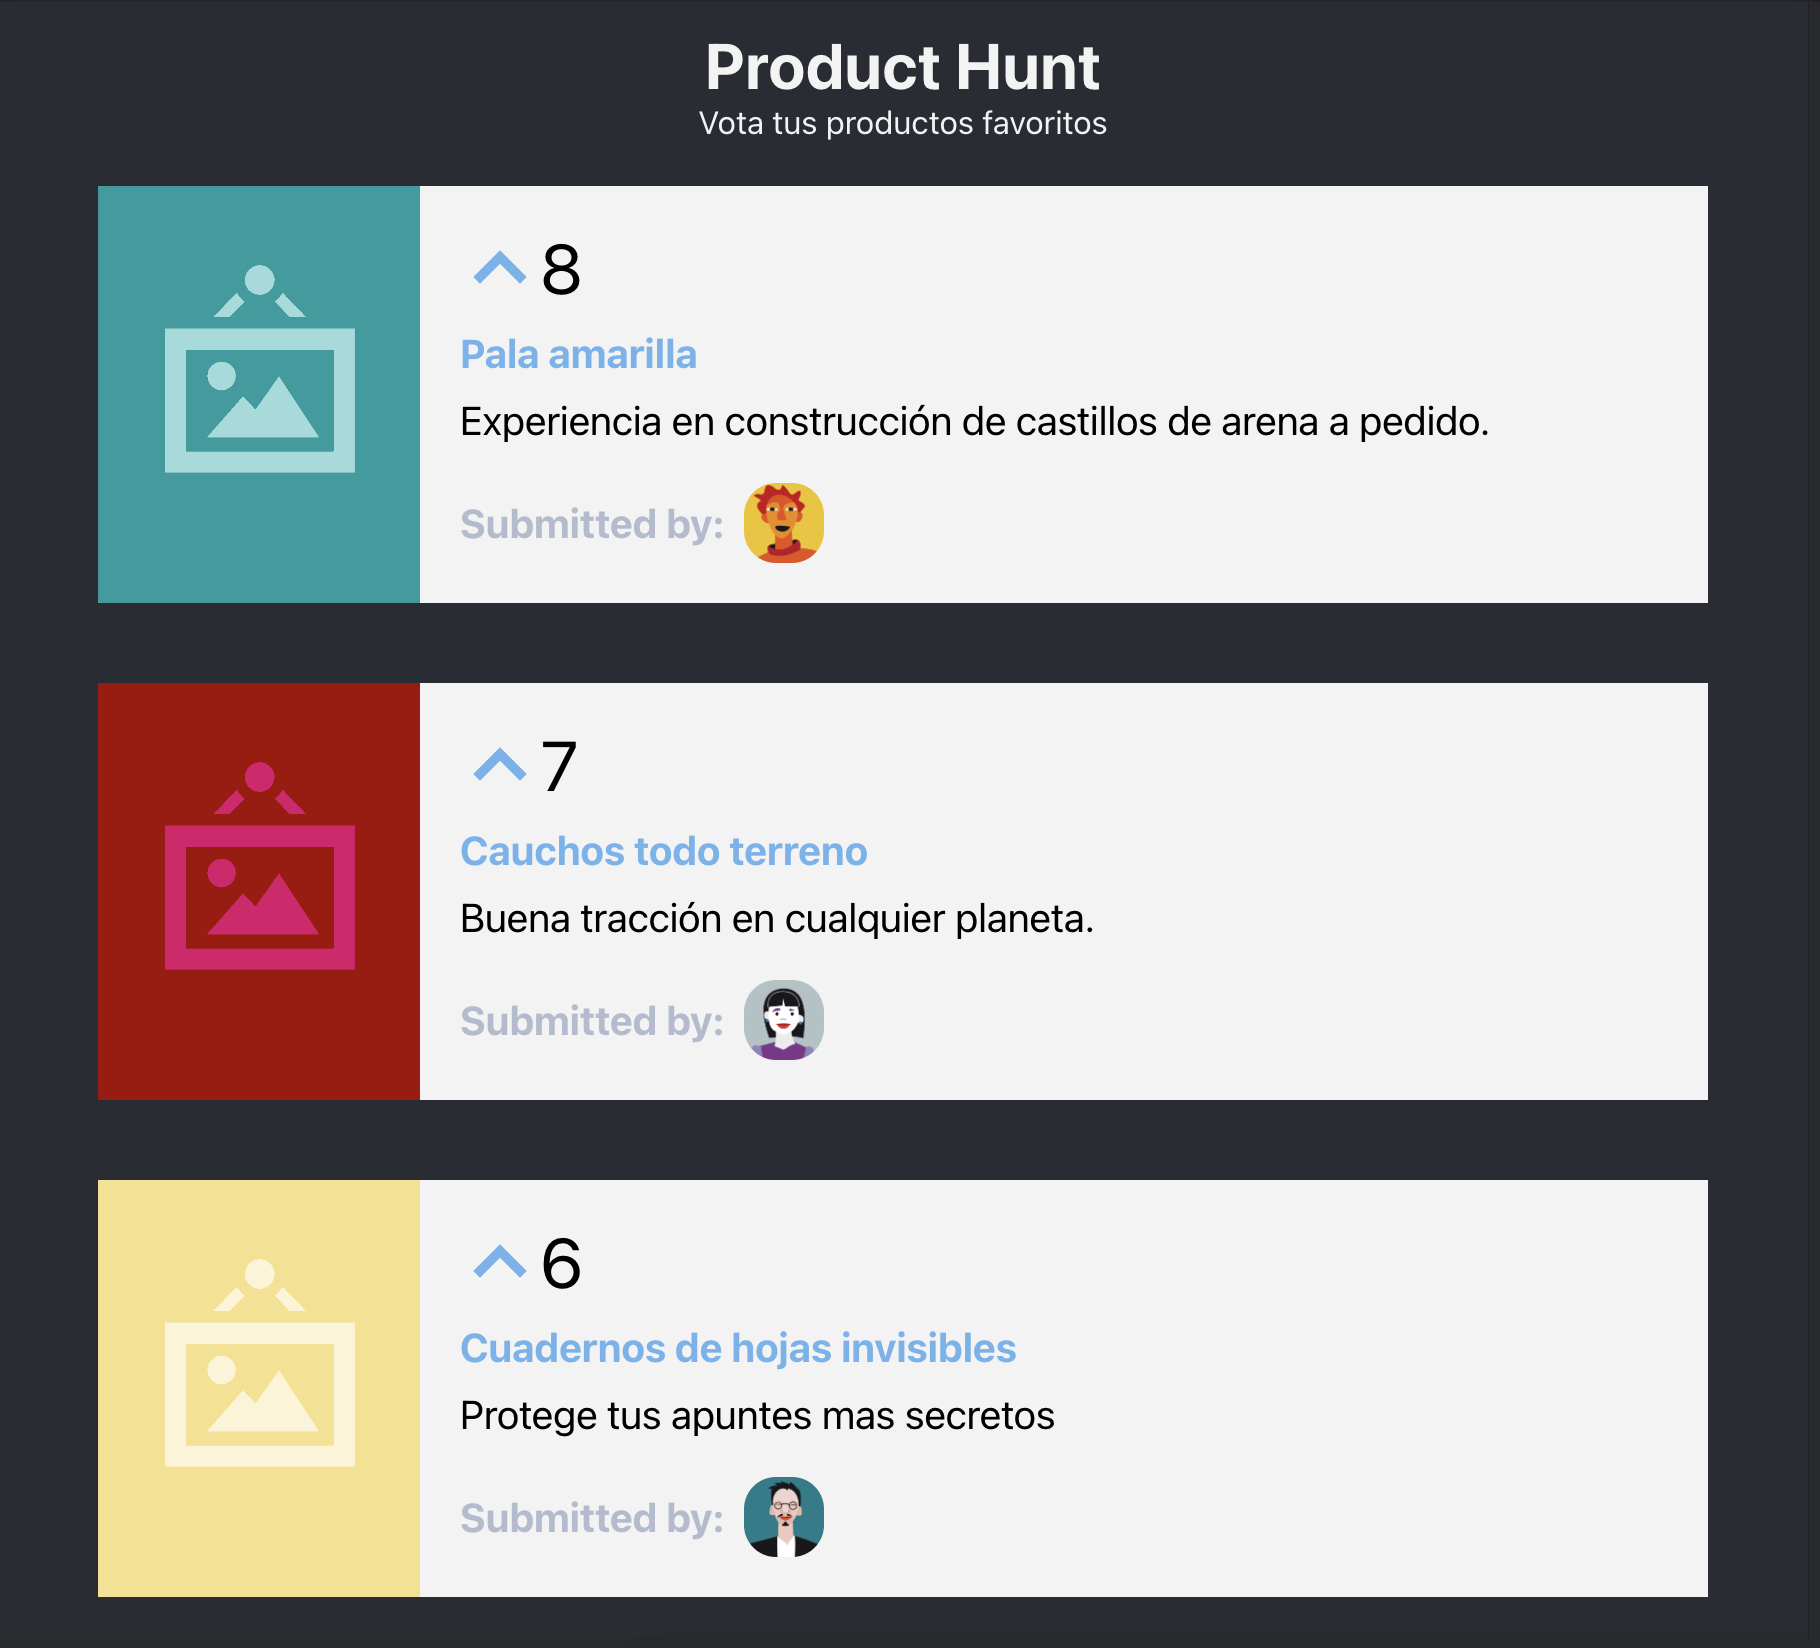 Product Hunt
Vota tus productos favoritos
8
Pala amarilla
Experiencia en construcción de castillos de arena a pedido.
Submitted by:
7
Cauchos todo terreno
Buena tracción en cualquier planeta.
Submitted by:
6
Cuadernos de hojas invisibles
Protege tus apuntes mas secretos
Submitted by: